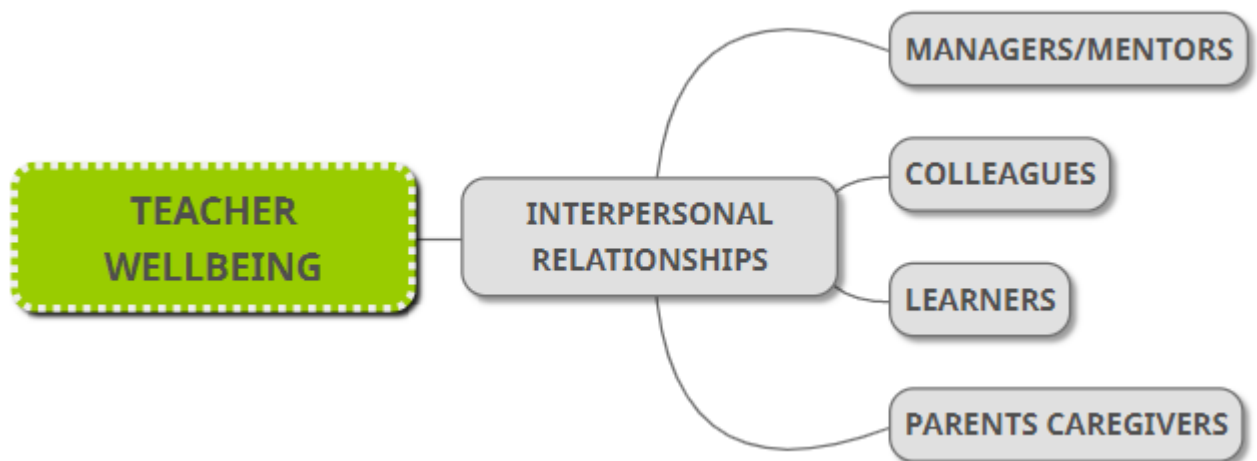 TEACHER
WELLBEING
INTERPERSONAL
RELATIONSHIPS
MANAGERS/MENTORS
COLLEAGUES
LEARNERS
PARENTS CAREGIVERS